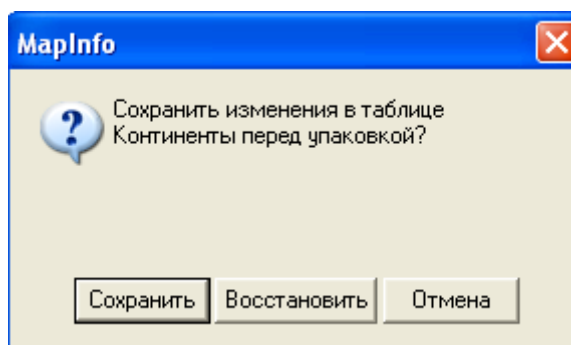 MapInfo
Сохранить изменения в таблице
Континенты перед упаковкой?
Сохранить Восстановить Отмена